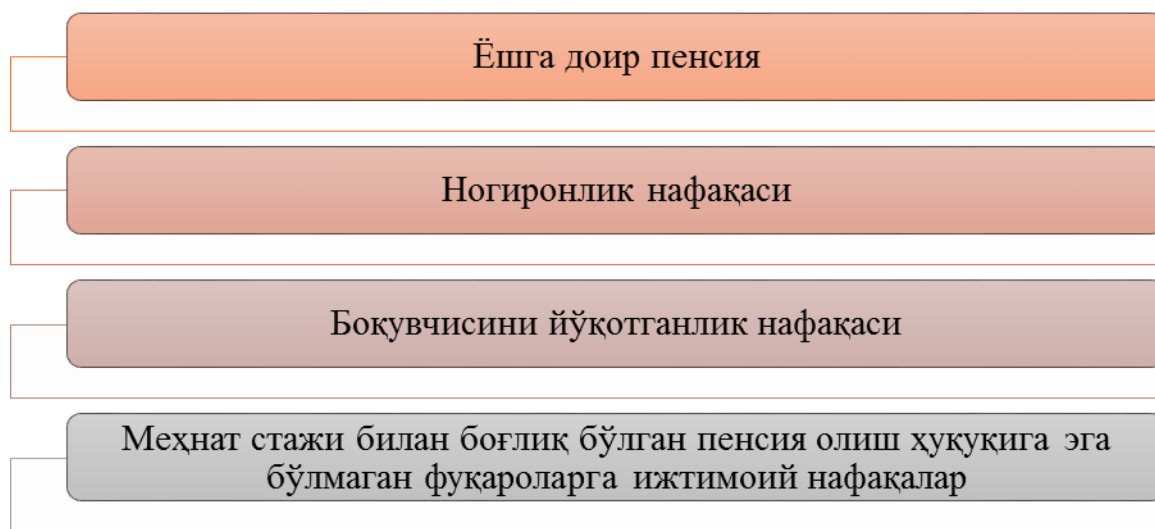 Ёшга доир пенсия
Ногиронлик нафақаси
Боқувчисини йўқотганлик нафақаси
Меҳнат стажи билан боғлиқ бўлган пенсия олиш ҳуқуқига эга
бўлмаган фуқароларга ижтимоий нафақалар